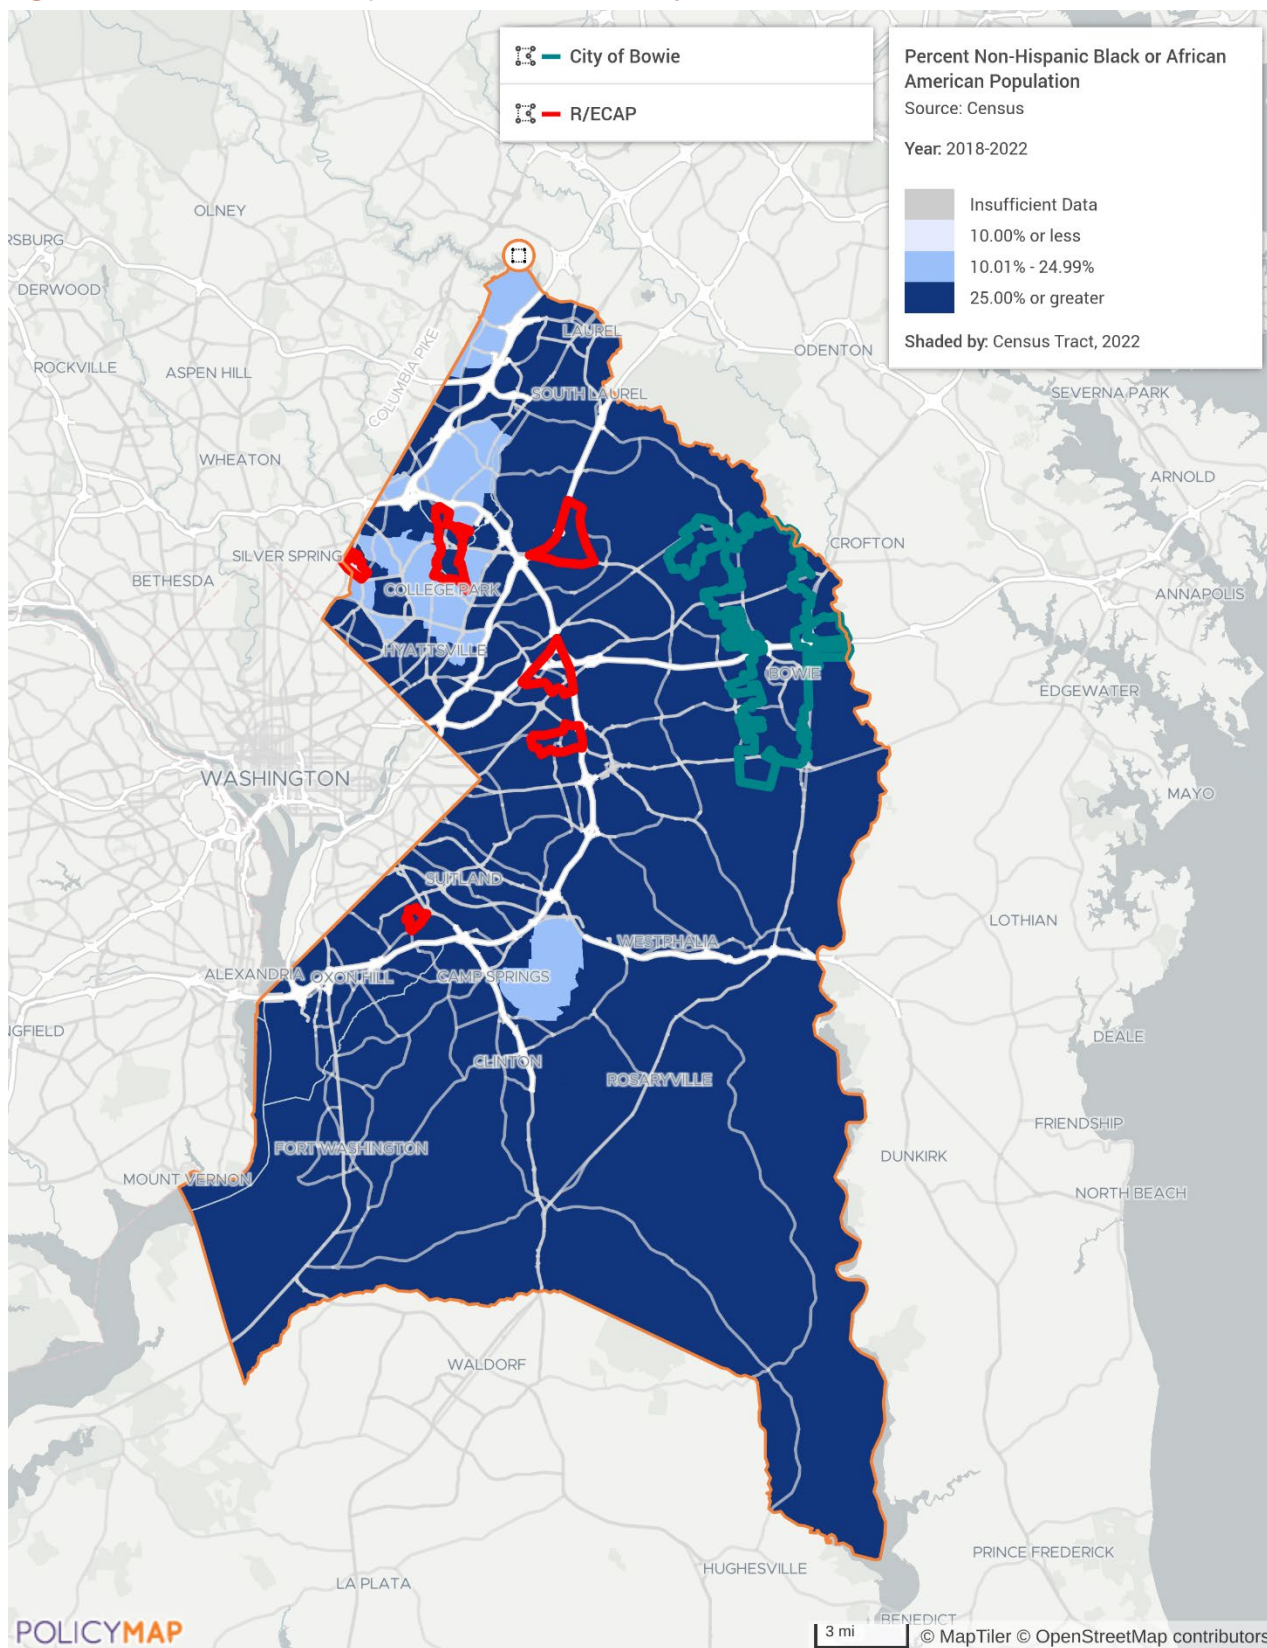 City of Bowie
R/ECAP
Percent Non-Hispanic Black or African
American Population
Source: Census
Year: 2018-2022
Insufficient Data
10.00% or less
10.01% - 24.99%
25.00% or greater
Shaded by: Census Tract, 2022
OLNEY
RSBURG
DERWOOD
LAUREL
ODENTON
COLUMBIA PIKE
ROCKVILLE
ASPEN HILL
SOUTH LAUREL
SEVERNA PARK
WHEATON
ARNOLD
CROFTON
SILVER SPRING
BETHESDA
COLLEGE PARK
ANNAPOLIS
HYATTSVILLE
BOWIE
EDGEWATER
WASHINGTON
MAYO
SUITLAND
LOTHIAN
WESTPHALIA
ALEXANDRIA
OXON HILL
CAMP SPRINGS
NGFIELD
DEALE
CLINTON
ROSARYVILLE
FRIENDSHIP
FORT WASHINGTON
DUNKIRK
MOUNT VERNON
NORTH BEACH
WALDORF
PRINCE FREDERICK
HUGHESVILLE
LA PLATA
BENEDICT
POLICYMAP
3 mi
© MapTiler © OpenStreetMap contributors